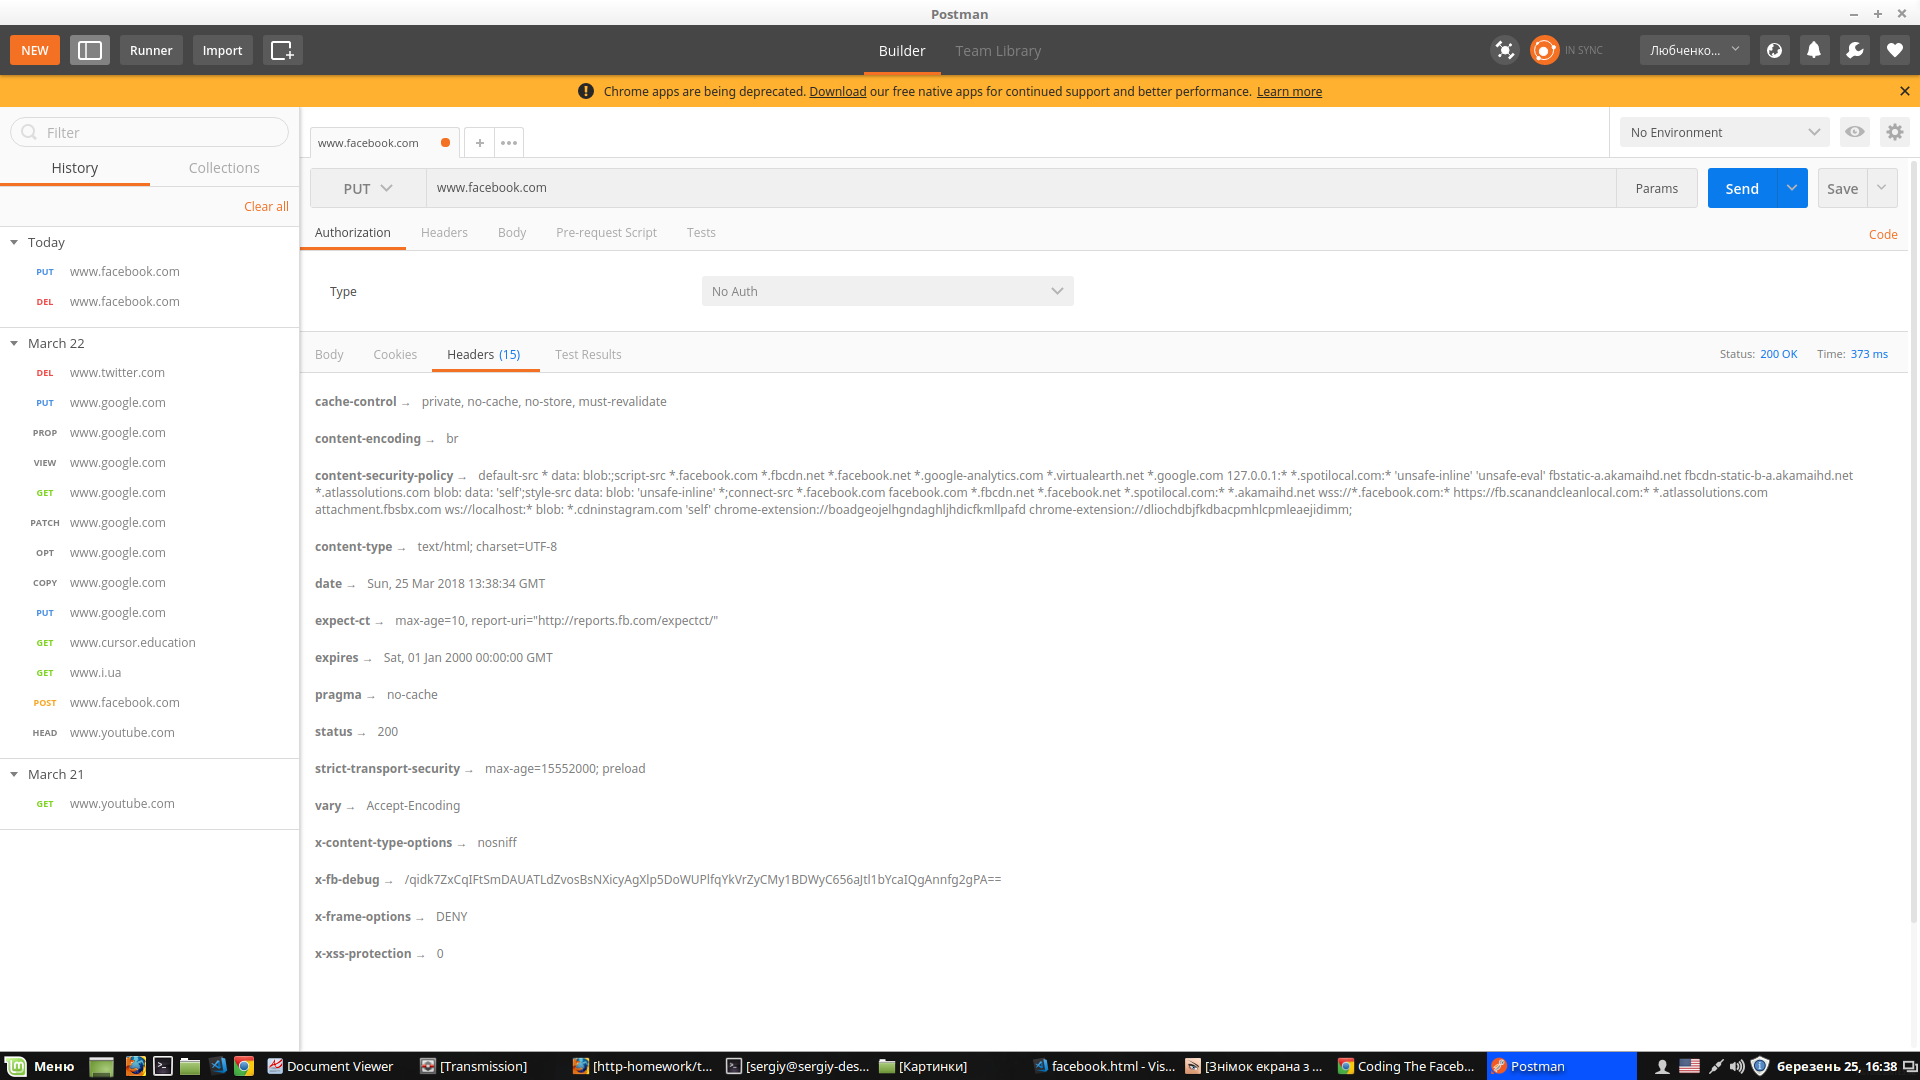 Postman
NEW
Runner
Import
Builder
Team Library
IN SYNC
Любченко...
Chrome apps are being deprecated. Download our free native apps for continued support and better performance. Learn more
Filter
History
Collections
Clear all
Today
PUT www.facebook.com
DEL www.facebook.com
March 22
DEL www.twitter.com
PUT www.google.com
PROP www.google.com
VIEW www.google.com
GET www.google.com
PATCH www.google.com
OPT www.google.com
COPY www.google.com
PUT www.google.com
GET www.cursor.education
GET www.i.ua
POST www.facebook.com
HEAD www.youtube.com
March 21
GET www.youtube.com
www.facebook.com
No Environment
PUT
www.facebook.com
Params
Send
Save
Authorization
Headers
Body
Pre-request Script
Tests
Code
Type
No Auth
Body
Cookies
Headers (15)
Test Results
Status: 200 OK
Time: 373 ms
cache-control → private, no-cache, no-store, must-revalidate
content-encoding → br
content-security-policy → default-src * data: blob:;script-src *.facebook.com *.fbcdn.net *.facebook.net *.google-analytics.com *.virtualearth.net *.google.com 127.0.0.1:* *.spotilocal.com:* 'unsafe-inline' 'unsafe-eval' fbstatic-a.akamaihd.net fbcdn-static-b-a.akamaihd.net
*.atlassolutions.com blob: data: 'self';style-src data: blob: 'unsafe-inline' *;connect-src *.facebook.com facebook.com *.fbcdn.net *.facebook.net *.spotilocal.com:* *.akamaihd.net wss://*.facebook.com:* https://fb.scanandcleanlocal.com:* *.atlassolutions.com
attachment.fbsbx.com ws://localhost:* blob: *.cdninstagram.com 'self' chrome-extension://boadgeojelhgndaghljhdicfkmllpafd chrome-extension://dliochdbjfkdbacpmhlcpmleaejidimm;
content-type → text/html; charset=UTF-8
date → Sun, 25 Mar 2018 13:38:34 GMT
expect-ct → max-age=10, report-uri="http://reports.fb.com/expectct/"
expires → Sat, 01 Jan 2000 00:00:00 GMT
pragma → no-cache
status → 200
strict-transport-security → max-age=15552000; preload
vary → Accept-Encoding
x-content-type-options → nosniff
x-fb-debug → /qidk7ZxCqIFtSmDAUATLdZvosBsNXicyAgXlp5DoWUPlfqYkVrZyCMy1BDWyC656aJtl1bYcaIQgAnnfg2gPA==
x-frame-options → DENY
x-xss-protection → 0
Меню
Document Viewer
[Transmission]
[http-homework/t...
[sergiy@sergiy-des...
[Картинки]
facebook.html - Vis...
[Знімок екрана з ...
Coding The Faceb...
Postman
березень 25, 16:38